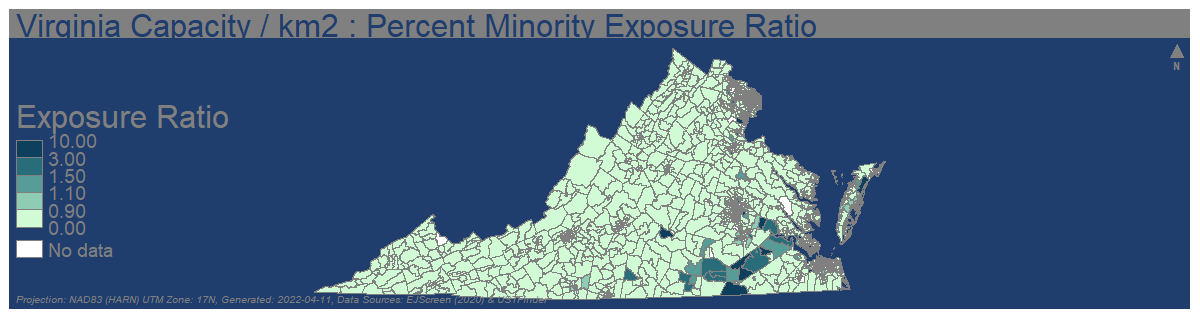 Virginia Capacity / km2 : Percent Minority Exposure Ratio
N
Exposure Ratio
10.00
3.00
1.50
1.10
0.90
0.00
No data
Projection: NAD83 (HARN) UTM Zone: 17N, Generated: 2022-04-11, Data Sources: EJScreen (2020) & USTFinder